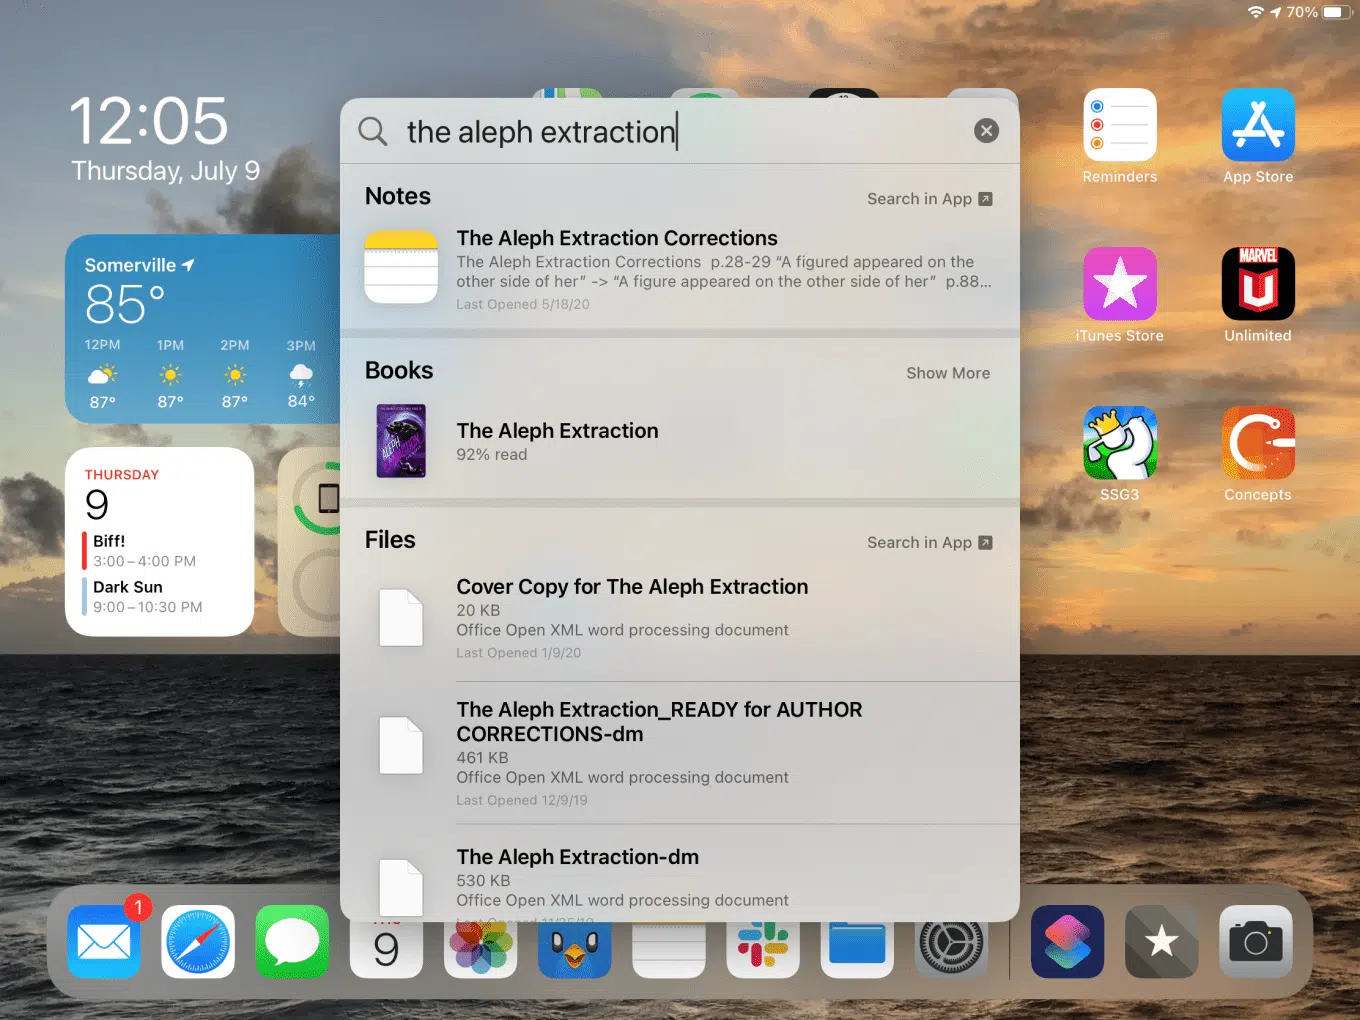 70%
12:05
Thursday, July 9
Somerville
85°
12PM 1PM 2PM 3PM
87° 87° 87° 84°
THURSDAY
9
Biff!
3:00–4:00 PM
Dark Sun
9:00–10:30 PM
the aleph extraction
Notes
Search in App
The Aleph Extraction Corrections
The Aleph Extraction Corrections p.28-29 “A figured appeared on the
other side of her” -> “A figure appeared on the other side of her” p.88...
Last Opened 5/18/20
Books
Show More
ALEPH
EXTRACTION
The Aleph Extraction
92% read
Files
Search in App
Cover Copy for The Aleph Extraction
20 KB
Office Open XML word processing document
Last Opened 1/9/20
The Aleph Extraction_READY for AUTHOR
CORRECTIONS-dm
461 KB
Office Open XML word processing document
Last Opened 12/9/19
The Aleph Extraction-dm
530 KB
Office Open XML word processing document
Last Opened 11/25/19
Reminders
App Store
iTunes Store
MARVEL
U
Unlimited
SSG3
Concepts
1
9